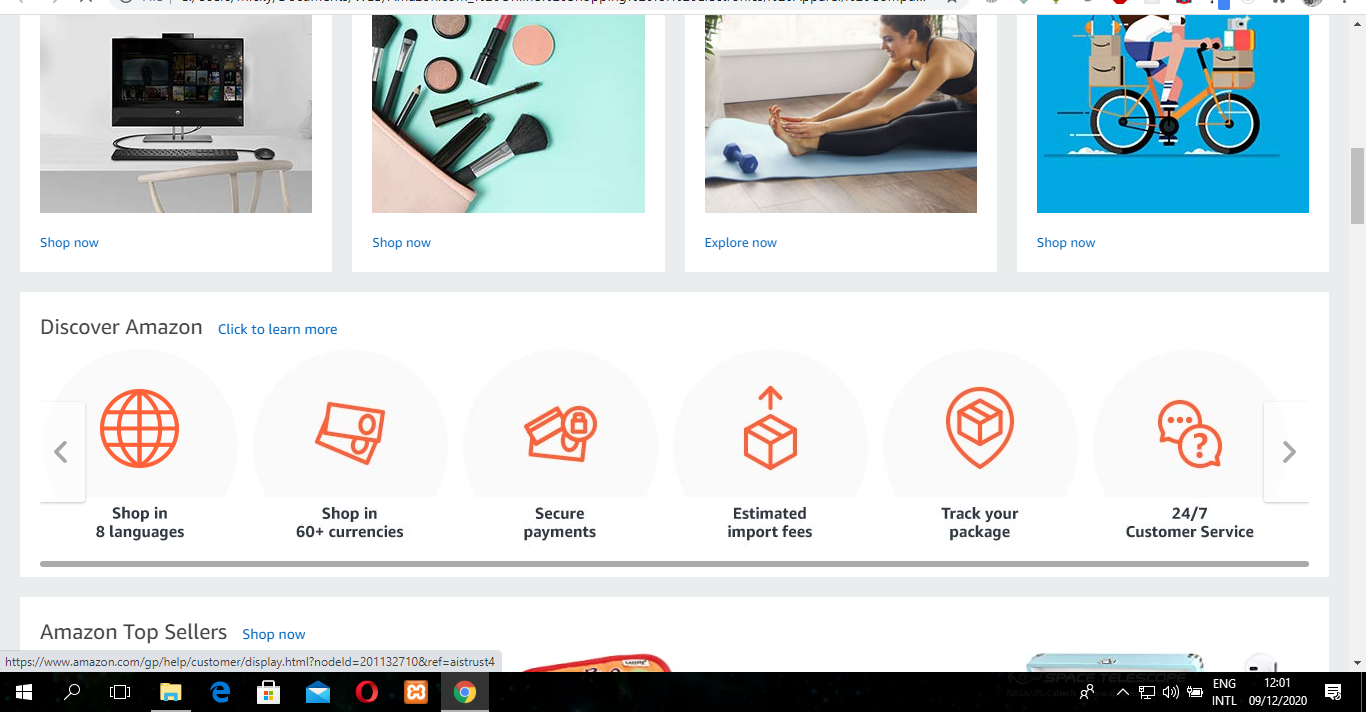 Shop now
Shop now
Explore now
Shop now
Discover Amazon Click to learn more
Shop in
8 languages
Shop in
60+ currencies
Secure
payments
Estimated
import fees
Track your
package
24/7
Customer Service
Amazon Top Sellers Shop now
https://www.amazon.com/gp/help/customer/display.html?nodeId=201132710&ref=aistrust4
SPACE TELESCOPE
ENG
INTL
12:01
09/12/2020